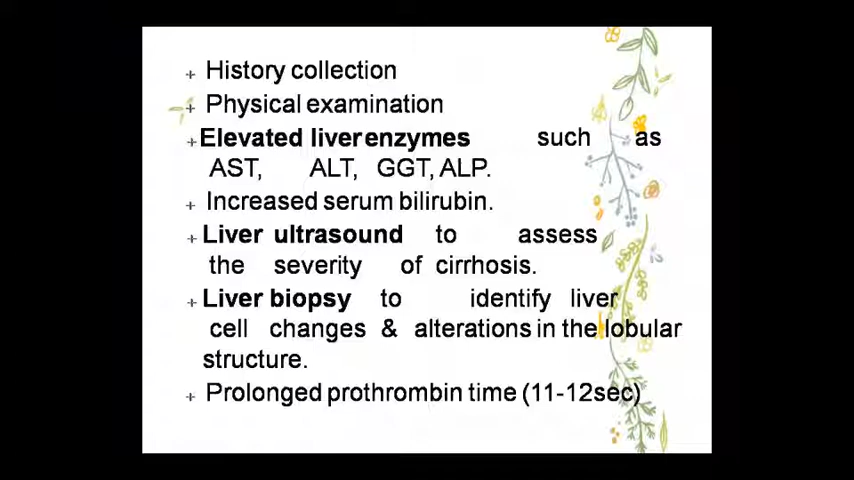 + History collection
+ Physical examination
+ Elevated liver enzymes such as
AST, ALT, GGT, ALP.
+ Increased serum bilirubin.
+ Liver ultrasound to assess
the severity of cirrhosis.
+ Liver biopsy to identify liver
cell changes & alterations in the lobular
structure.
+ Prolonged prothrombin time (11-12sec)